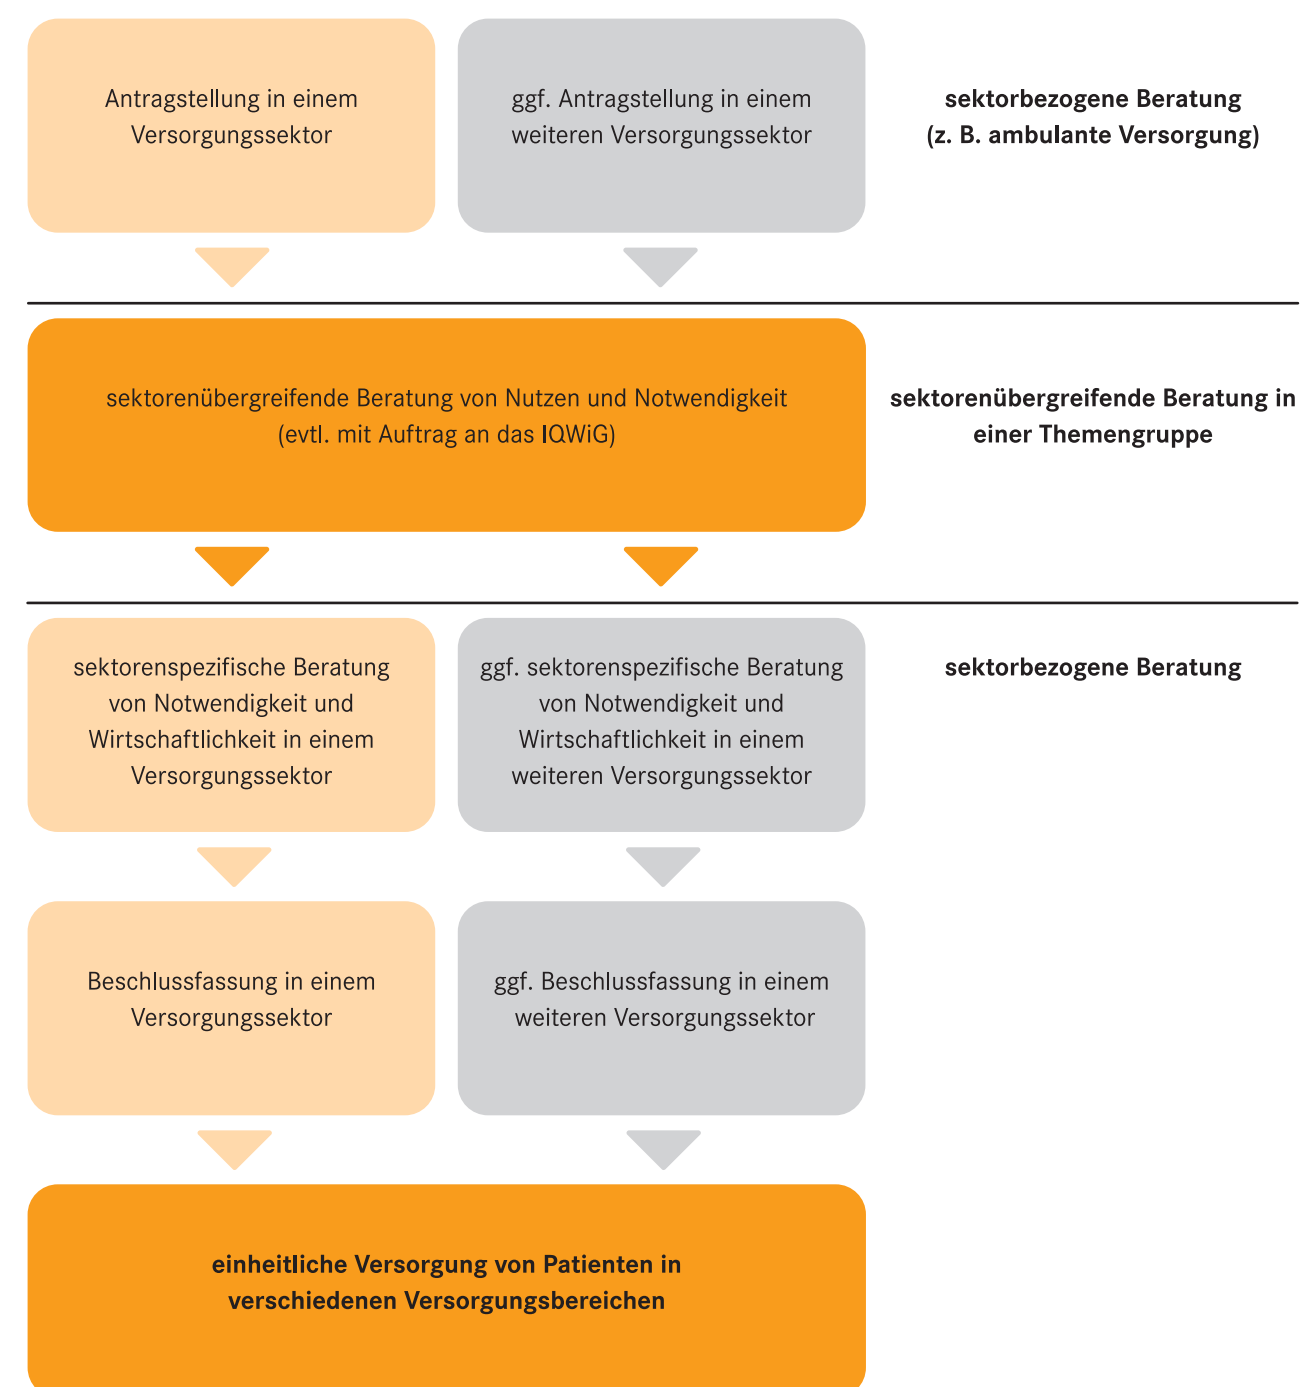 Antragstellung in einem
Versorgungssektor
ggf. Antragstellung in einem
weiteren Versorgungssektor
sektorbezogene Beratung
(z. B. ambulante Versorgung)
sektorenübergreifende Beratung von Nutzen und Notwendigkeit
(evtl. mit Auftrag an das IQWiG)
sektorenübergreifende Beratung in
einer Themengruppe
sektorenspezifische Beratung
von Notwendigkeit und
Wirtschaftlichkeit in einem
Versorgungssektor
ggf. sektorenspezifische Beratung
von Notwendigkeit und
Wirtschaftlichkeit in einem
weiteren Versorgungssektor
sektorbezogene Beratung
Beschlussfassung in einem
Versorgungssektor
ggf. Beschlussfassung in einem
weiteren Versorgungssektor
einheitliche Versorgung von Patienten in
verschiedenen Versorgungsbereichen